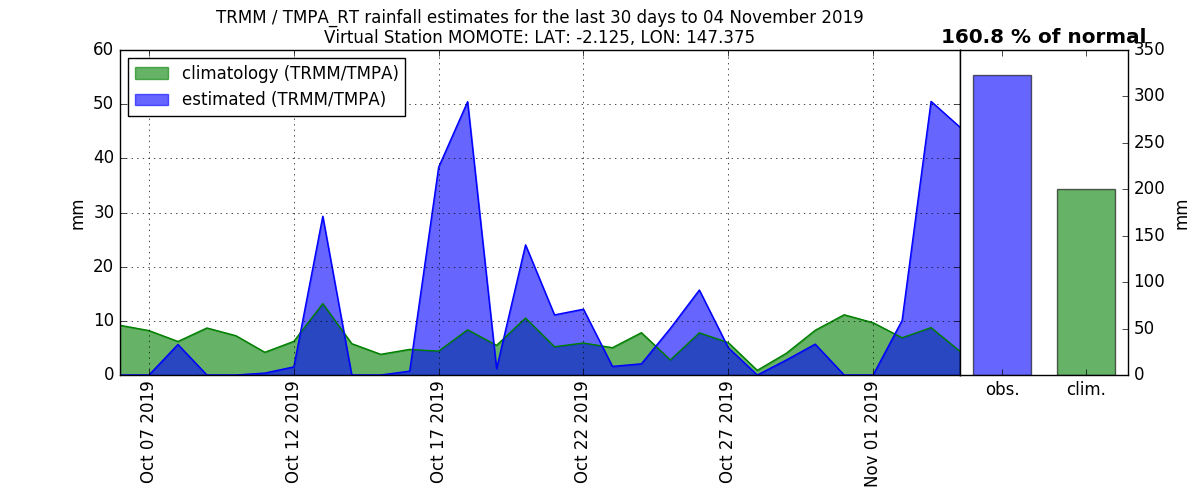 TRMM / TMPA_RT rainfall estimates for the last 30 days to 04 November 2019
Virtual Station MOMOTE: LAT: -2.125, LON: 147.375
160.8 % of normal
climatology (TRMM/TMPA)
estimated (TRMM/TMPA)
60
50
40
30
20
10
0
mm
Oct 07 2019
Oct 12 2019
Oct 17 2019
Oct 22 2019
Oct 27 2019
Nov 01 2019
obs.
clim.
350
300
250
200
150
100
50
0
mm